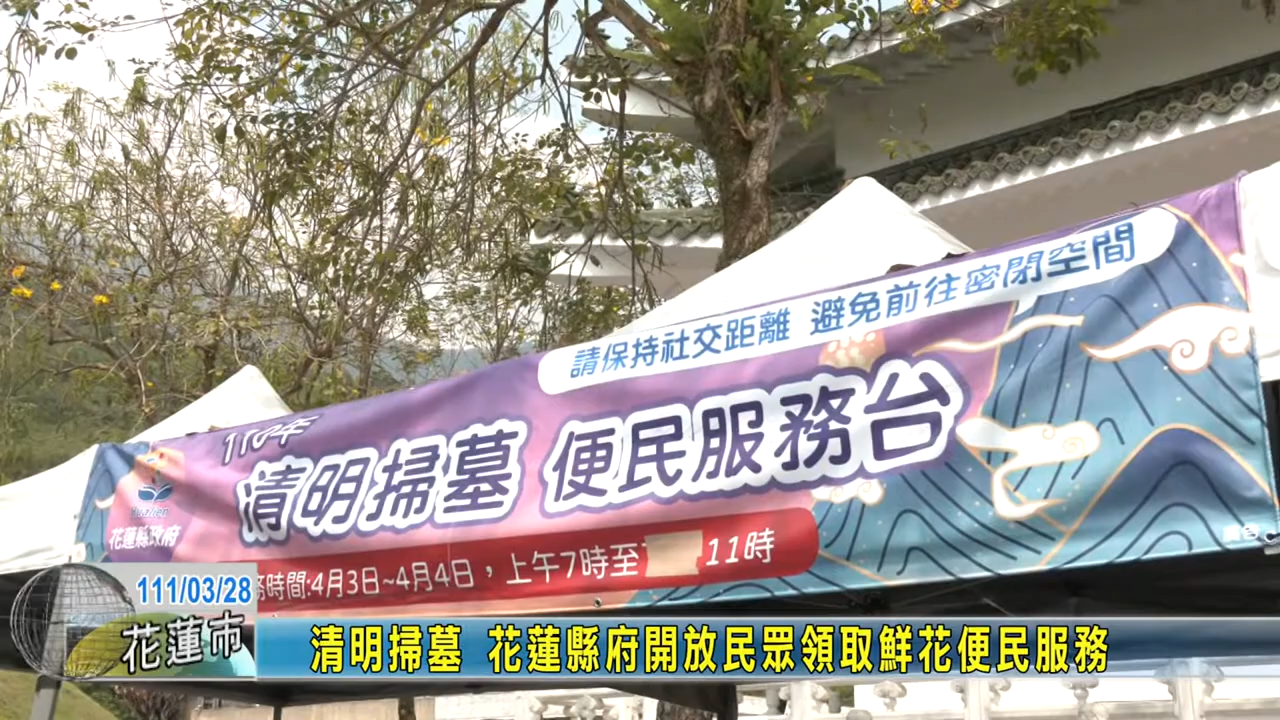 請保持社交距離 避免前往密閉空間
110年
清明掃墓 便民服務台
Hualien
花蓮縣政府
務時間:4月3日~4月4日，上午7時至 11時
廣告
111/03/28
花蓮市
清明掃墓 花蓮縣府開放民眾領取鮮花便民服務